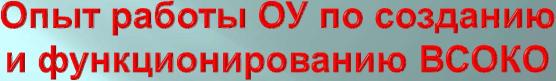 Опыт работы ОУ по созданию
и функционированию ВСОКО